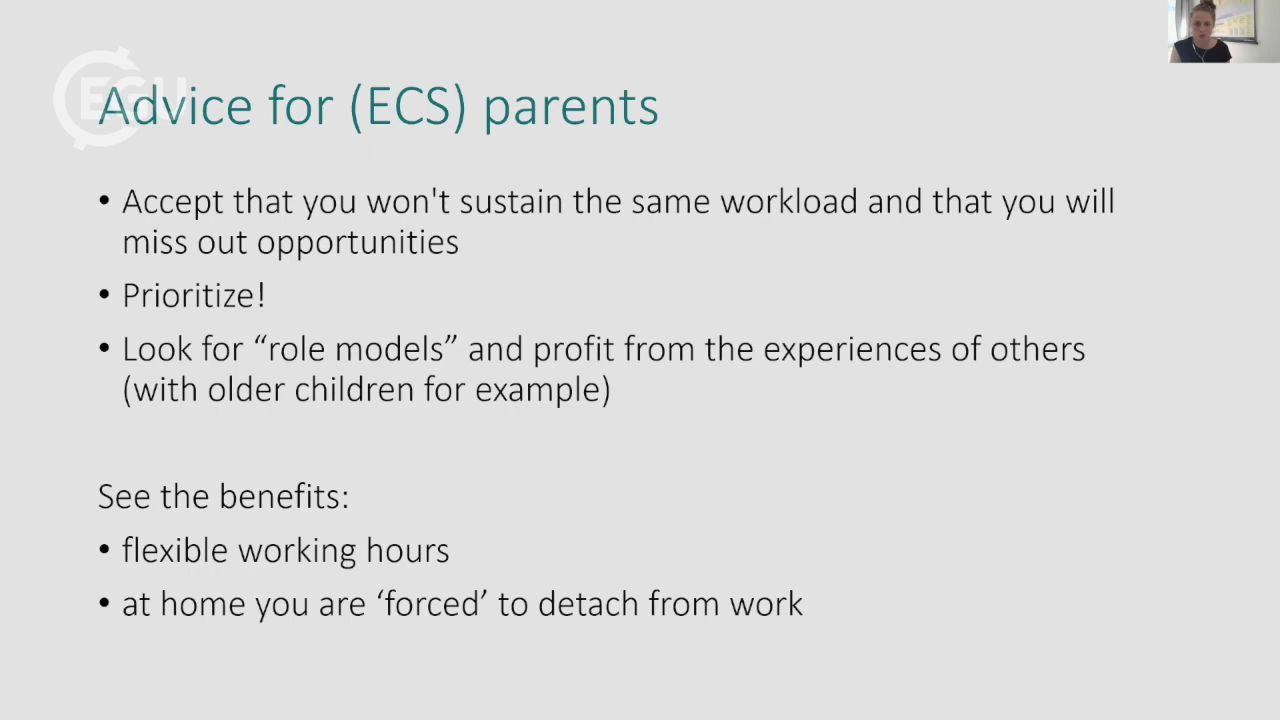 EGU
Advice for (ECS) parents
• Accept that you won't sustain the same workload and that you will
miss out opportunities
• Prioritize!
• Look for “role models” and profit from the experiences of others
(with older children for example)
See the benefits:
• flexible working hours
• at home you are ‘forced’ to detach from work